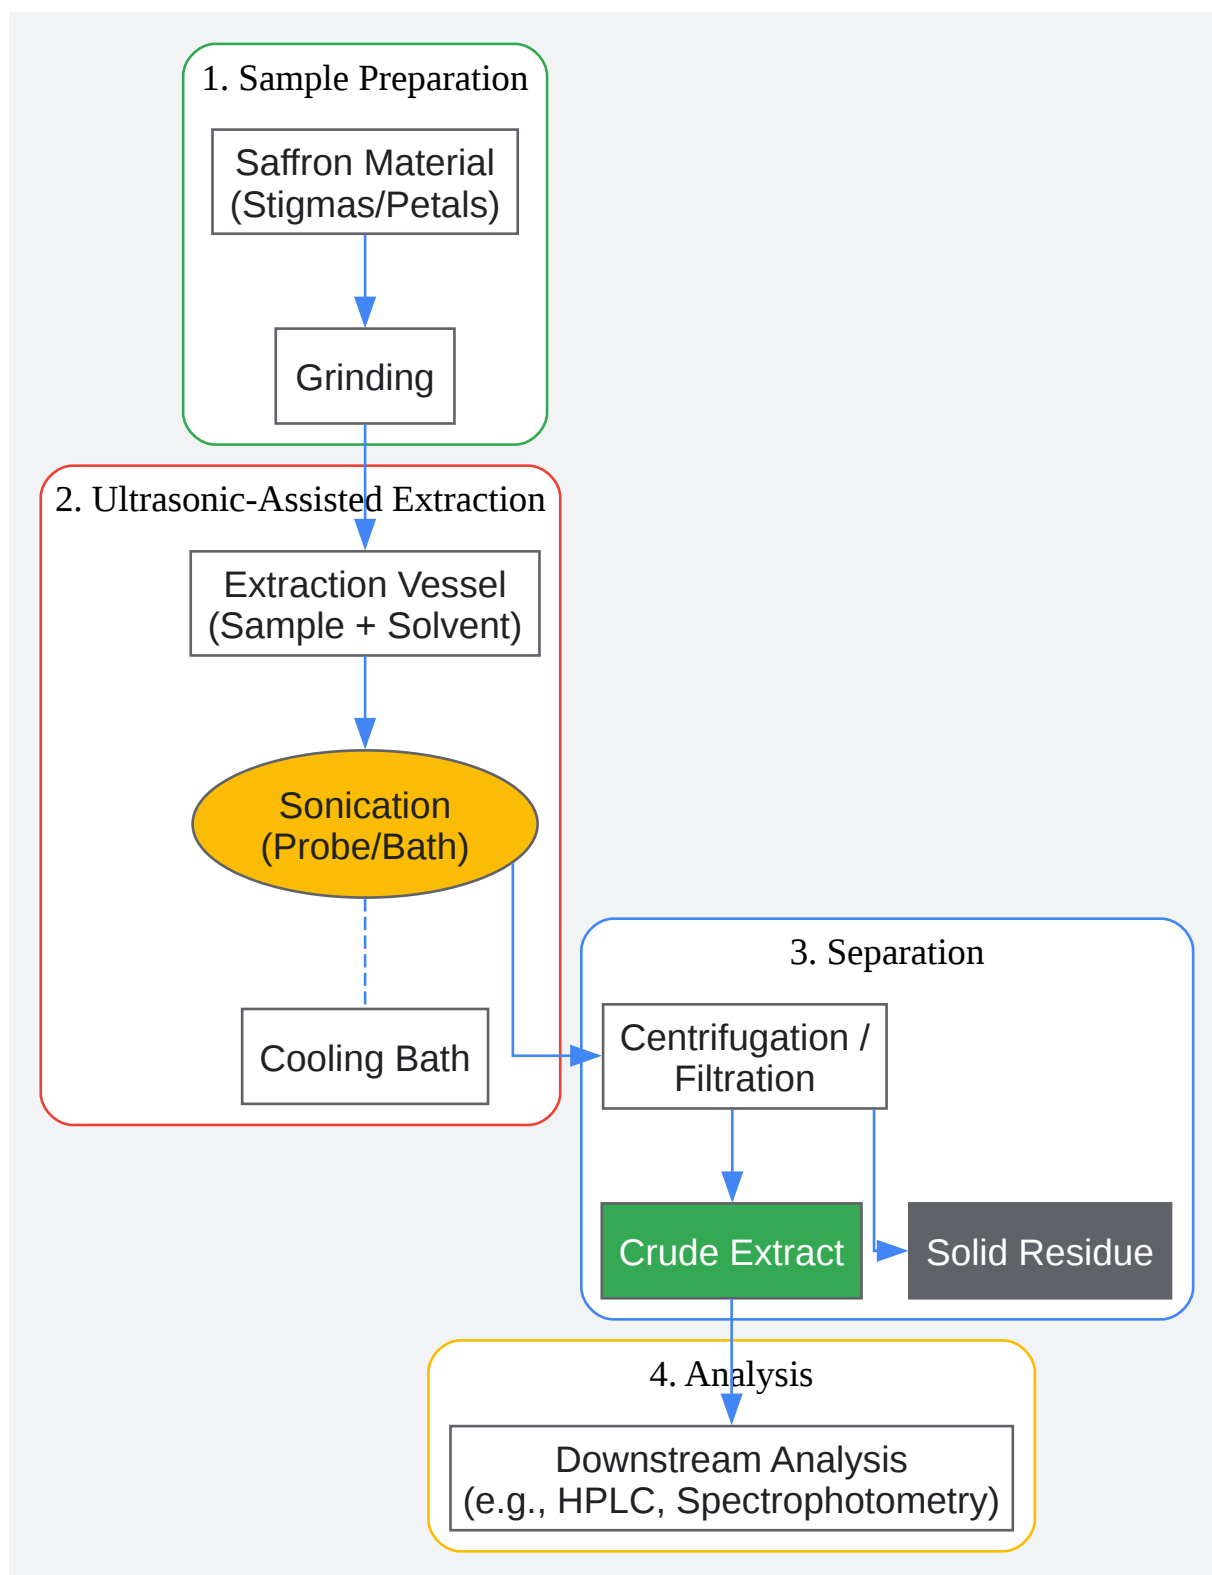 1. Sample Preparation
Saffron Material
(Stigmas/Petals)
Grinding
2. Ultrasonic-Assisted Extraction
Extraction Vessel
(Sample + Solvent)
Sonication
(Probe/Bath)
Cooling Bath
3. Separation
Centrifugation /
Filtration
Crude Extract
Solid Residue
4. Analysis
Downstream Analysis
(e.g., HPLC, Spectrophotometry)